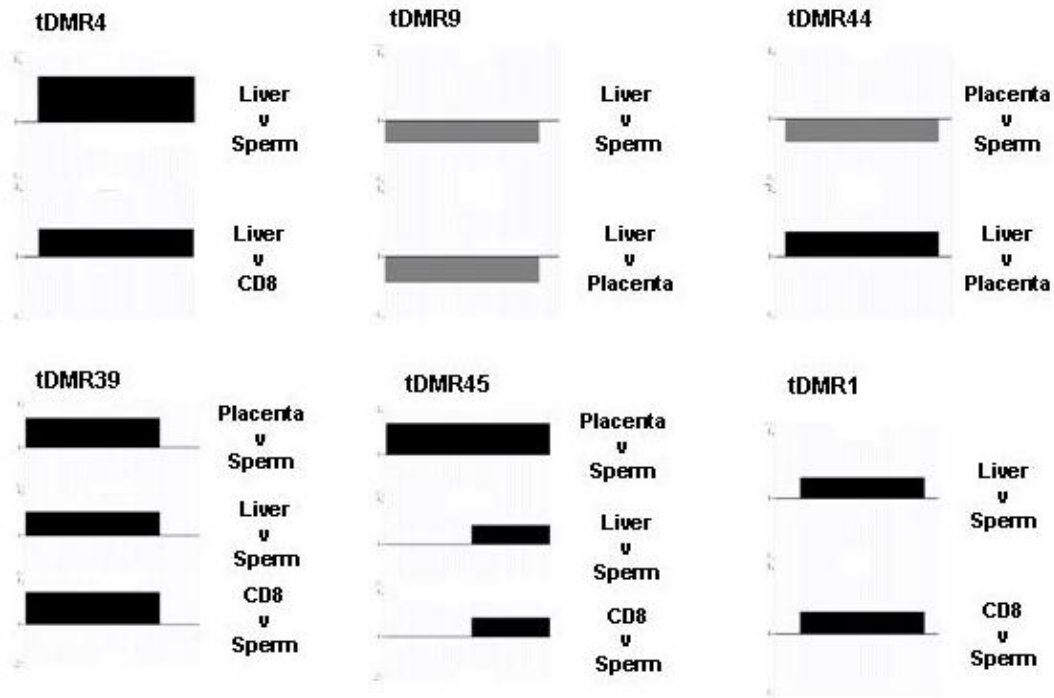 tDMR4
Liver
v
Sperm
Liver
v
CD8
tDMR9
Liver
v
Sperm
Liver
v
Placenta
tDMR44
Placenta
v
Sperm
Liver
v
Placenta
tDMR39
Placenta
v
Sperm
Liver
v
Sperm
CD8
v
Sperm
tDMR45
Placenta
v
Sperm
Liver
v
Sperm
CD8
v
Sperm
tDMR1
Liver
v
Sperm
CD8
v
Sperm